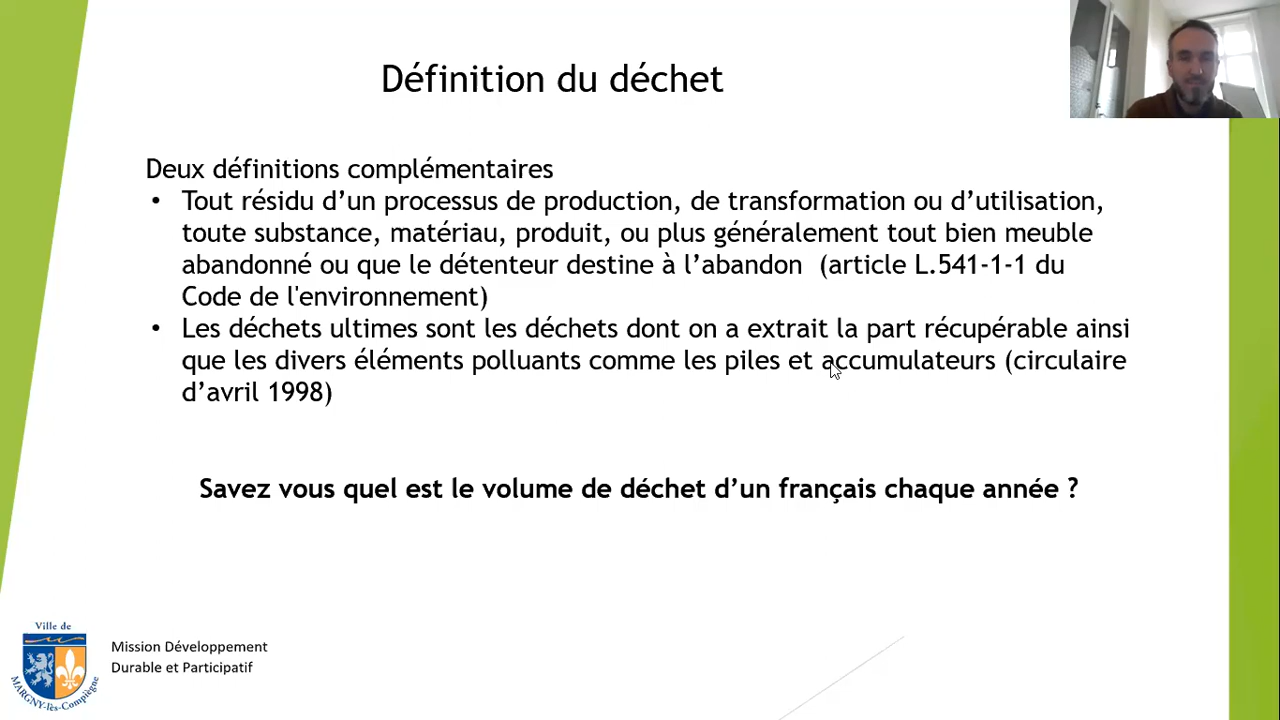 Définition du déchet
Deux définitions complémentaires
• Tout résidu d’un processus de production, de transformation ou d’utilisation,
toute substance, matériau, produit, ou plus généralement tout bien meuble
abandonné ou que le détenteur destine à l’abandon  (article L.541-1-1 du
Code de l'environnement)
• Les déchets ultimes sont les déchets dont on a extrait la part récupérable ainsi
que les divers éléments polluants comme les piles et accumulateurs (circulaire
d’avril 1998)
Savez vous quel est le volume de déchet d’un français chaque année ?
Ville de
MARGNY-lès-Compiègne
Mission Développement
Durable et Participatif